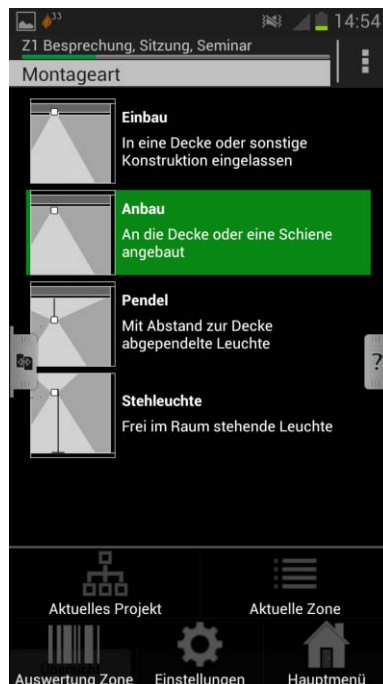 33
14:54
Z1 Besprechung, Sitzung, Seminar
Montageart
Einbau
In eine Decke oder sonstige
Konstruktion eingelassen
Anbau
An die Decke oder eine Schiene
angebaut
Pendel
Mit Abstand zur Decke
abgependelte Leuchte
?
Stehleuchte
Frei im Raum stehende Leuchte
Aktuelles Projekt
Aktuelle Zone
Übersicht
Auswertung Zone
Einstellungen
Hauptmenü